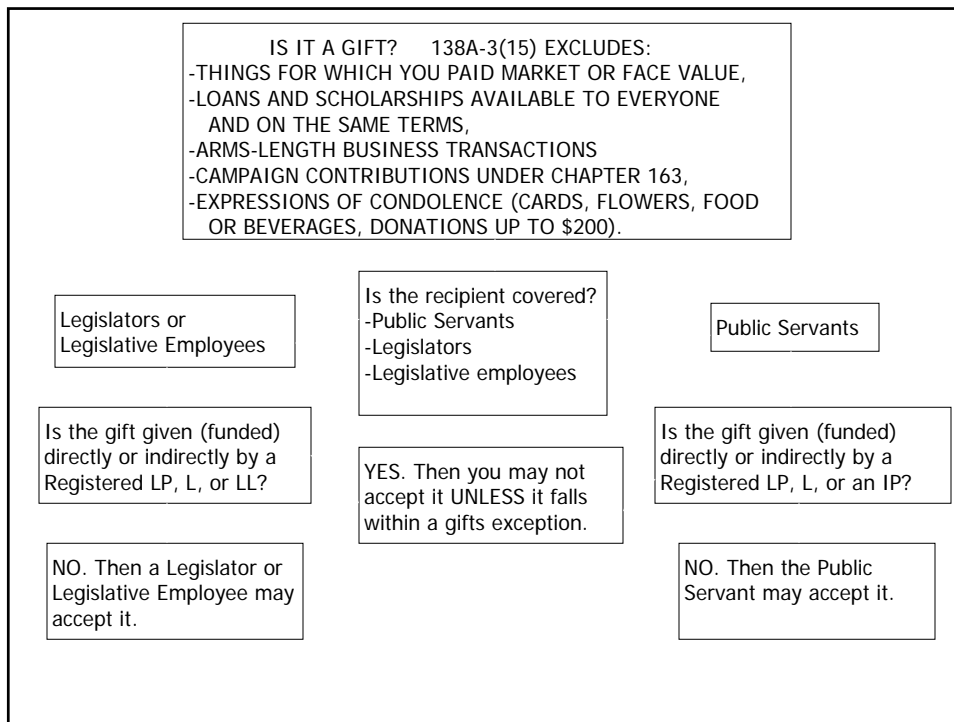 IS IT A GIFT? 138A-3(15) EXCLUDES:
-THINGS FOR WHICH YOU PAID MARKET OR FACE VALUE,
-LOANS AND SCHOLARSHIPS AVAILABLE TO EVERYONE
AND ON THE SAME TERMS,
-ARMS-LENGTH BUSINESS TRANSACTIONS
-CAMPAIGN CONTRIBUTIONS UNDER CHAPTER 163,
-EXPRESSIONS OF CONDOLENCE (CARDS, FLOWERS, FOOD
OR BEVERAGES, DONATIONS UP TO $200).
Legislators or
Legislative Employees
Is the recipient covered?
-Public Servants
-Legislators
-Legislative employees
Public Servants
Is the gift given (funded)
directly or indirectly by a
Registered LP, L, or LL?
YES. Then you may not
accept it UNLESS it falls
within a gifts exception.
Is the gift given (funded)
directly or indirectly by a
Registered LP, L, or an IP?
NO. Then a Legislator or
Legislative Employee may
accept it.
NO. Then the Public
Servant may accept it.